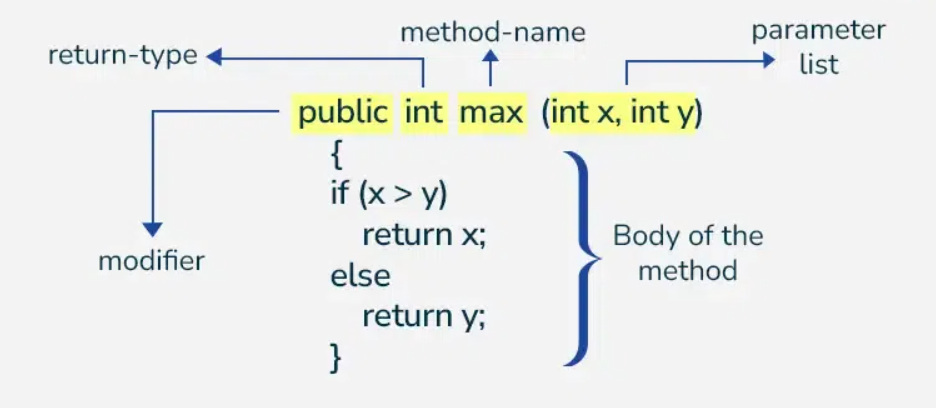 method-name
parameter
list
return-type
public int max (int x, int y)
{
if (x > y)
return x;
else
return y;
}
Body of the
method
modifier